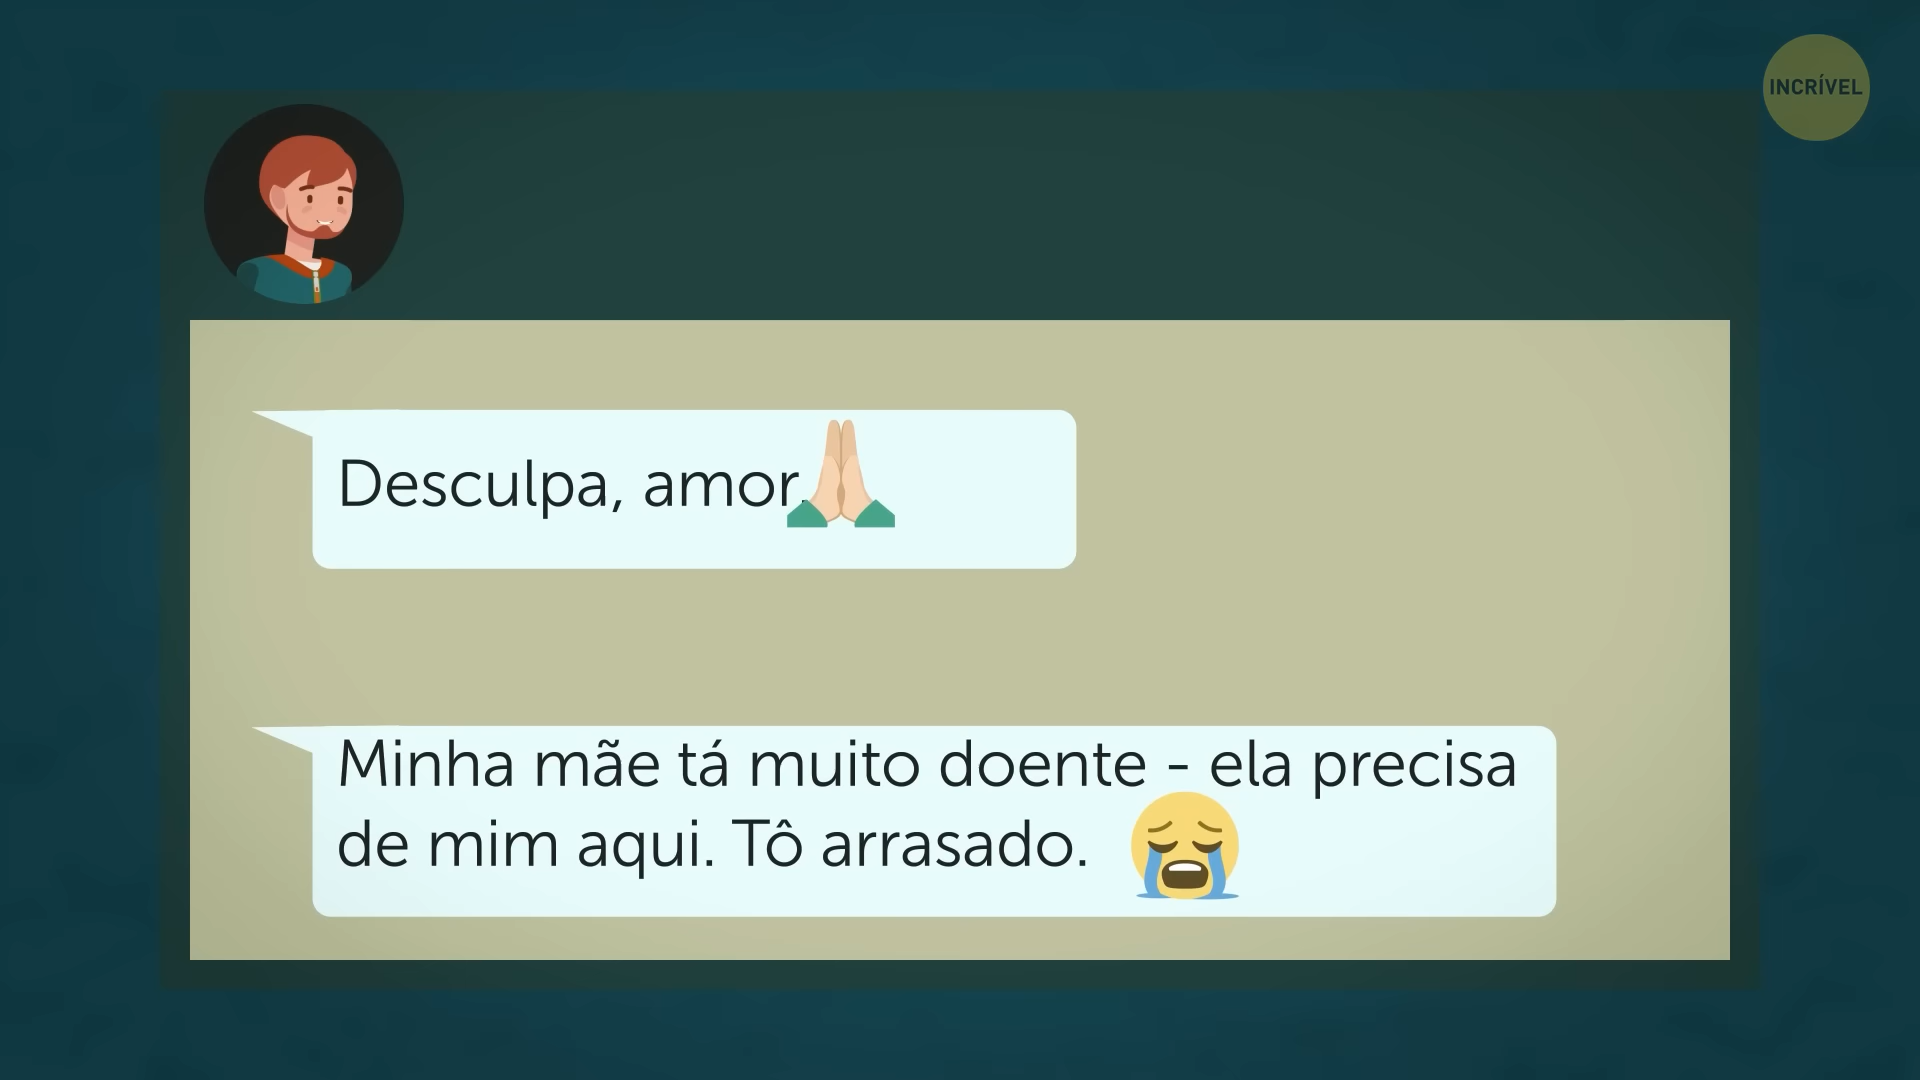 INCRÍVEL
Desculpa, amor.
Minha mãe tá muito doente - ela precisa
de mim aqui. Tô arrasado.